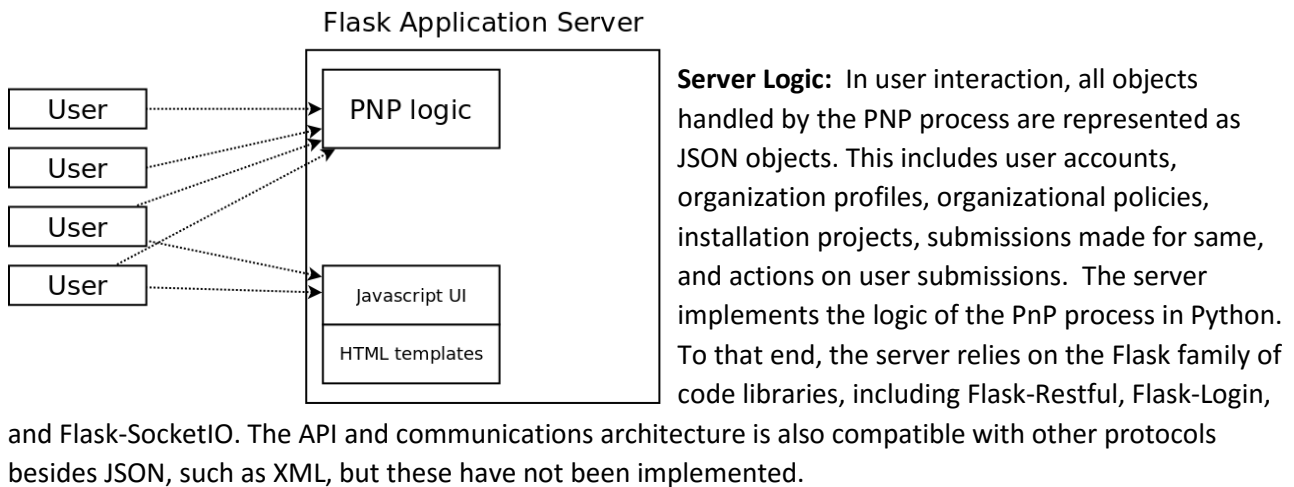 Flask Application Server
User
User
User
User
PNP logic
Javascript UI
HTML templates
Server Logic:  In user interaction, all objects
handled by the PNP process are represented as
JSON objects. This includes user accounts,
organization profiles, organizational policies,
installation projects, submissions made for same,
and actions on user submissions.  The server
implements the logic of the PnP process in Python.
To that end, the server relies on the Flask family of
code libraries, including Flask-Restful, Flask-Login,
and Flask-SocketIO. The API and communications architecture is also compatible with other protocols
besides JSON, such as XML, but these have not been implemented.